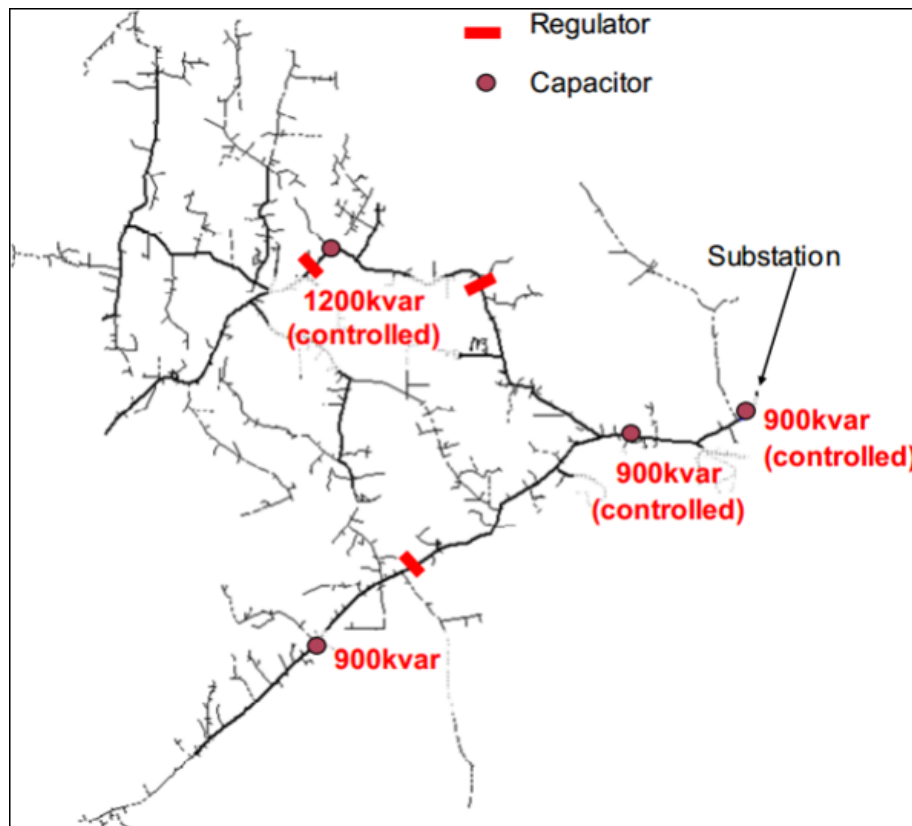 Regulator
Capacitor
Substation
1200kvar
(controlled)
900kvar
(controlled)
900kvar
(controlled)
900kvar